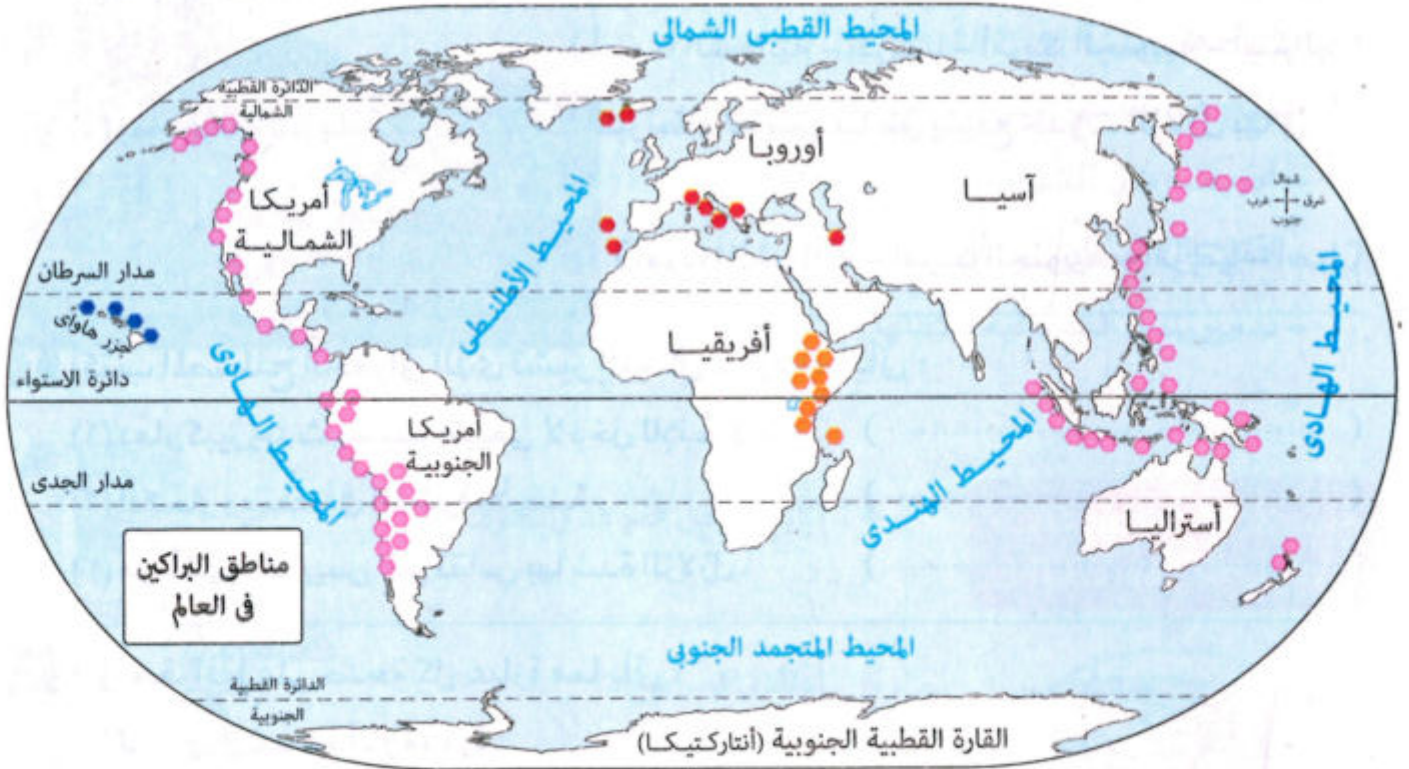 المحيط القطبى الشمالى
الدائرة القطبية
الشمالية
أوروبا
آسيا
أمريكا
الشمالية
المحيط الأطلنطى
شمال
شرق
غرب
جنوب
مدار السرطان
جزر هاواى
أفريقيا
المحيط الهادى
دائرة الاستواء
المحيط الهادى
أمريكا
الجنوبية
المحيط الهندى
مدار الجدى
أستراليا
مناطق البراكين
فى العالم
المحيط المتجمد الجنوبى
الدائرة القطبية
الجنوبية
القارة القطبية الجنوبية (أنتاركتيكا)